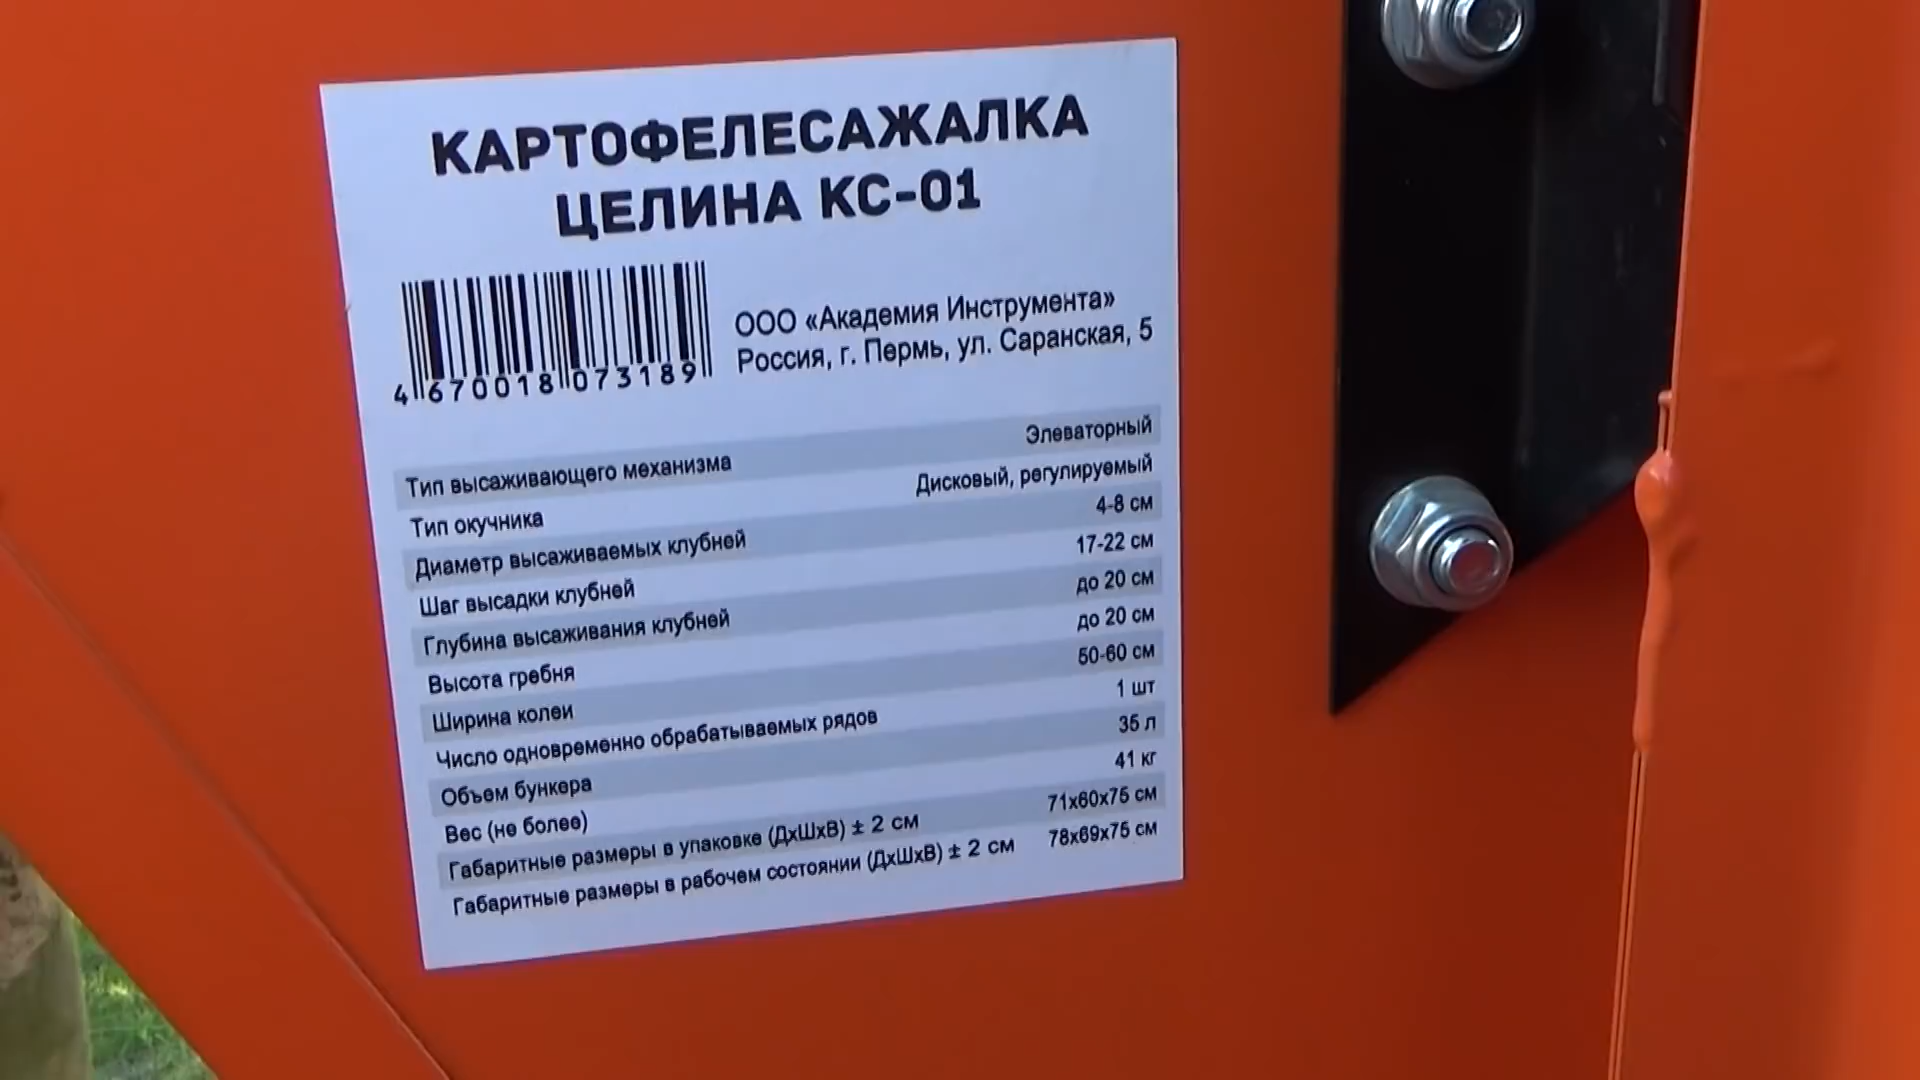 КАРТОФЕЛЕСАЖАЛКА
ЦЕЛИНА КС-01
ООО «Академия Инструмента»
Россия, г. Пермь, ул. Саранская, 5
4 670018 073189
Тип высаживающего механизма Элеваторный
Тип окучника Дисковый, регулируемый
Диаметр высаживаемых клубней 4-8 см
Шаг высадки клубней 17-22 см
Глубина высаживания клубней до 20 см
Высота гребня до 20 см
Ширина колеи 50-60 см
Число одновременно обрабатываемых рядов 1 шт
Объем бункера 35 л
Вес (не более) 41 кг
Габаритные размеры в упаковке (ДхШхВ) ± 2 см 71х60х75 см
Габаритные размеры в рабочем состоянии (ДхШхВ) ± 2 см 78х69х75 см